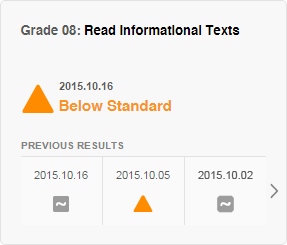 Grade 08: Read Informational Texts
2015.10.16
Below Standard
PREVIOUS RESULTS
2015.10.16 2015.10.05 2015.10.02